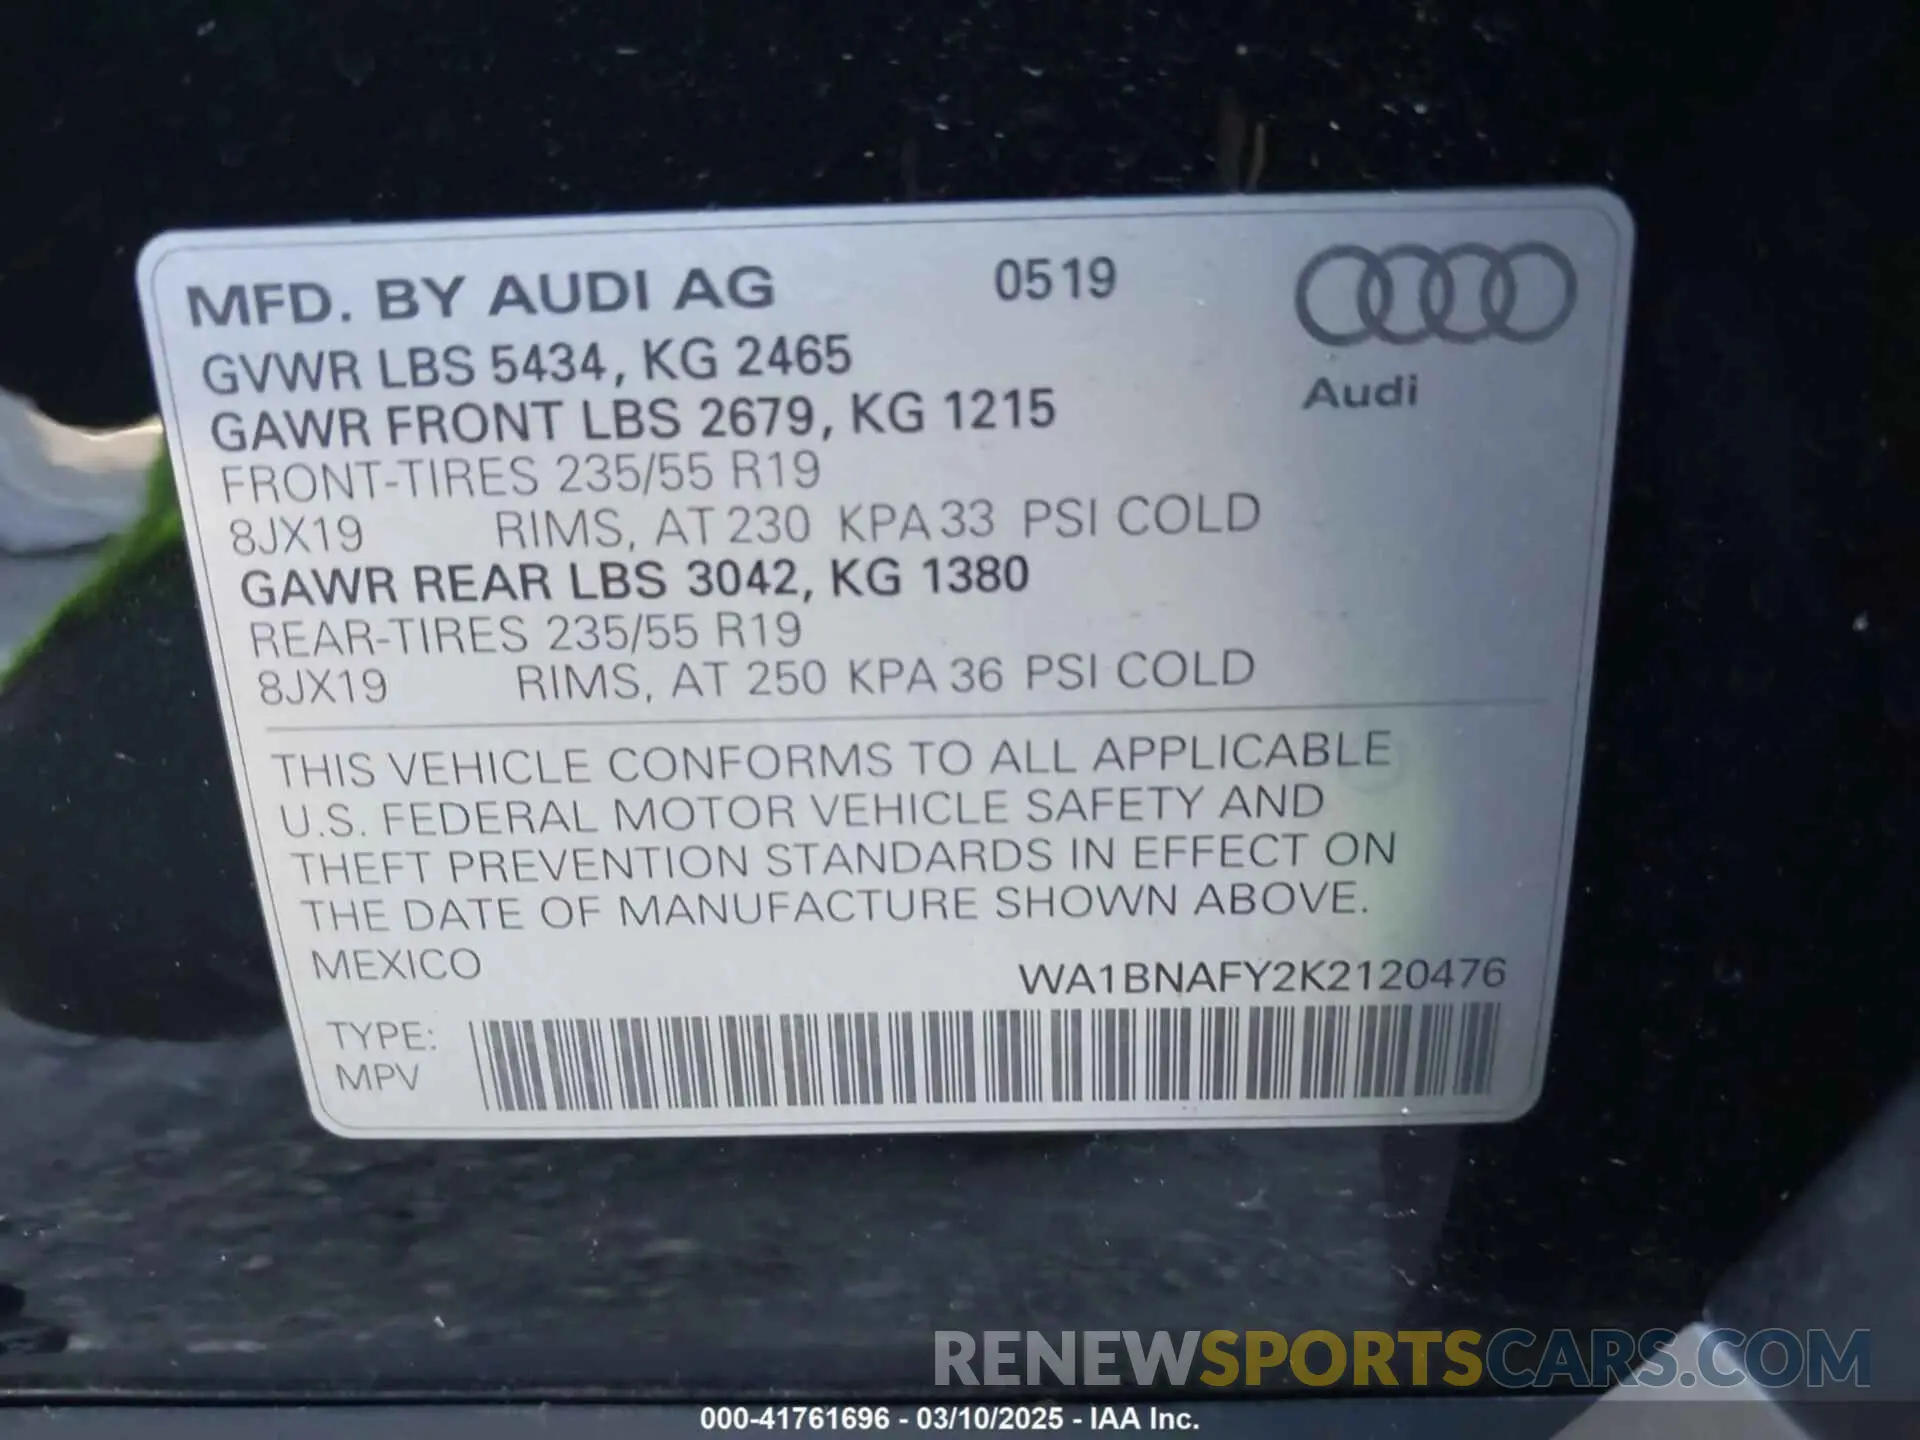 MFD. BY AUDI AG 0519
GVWR LBS 5434, KG 2465
Audi
GAWR FRONT LBS 2679, KG 1215
FRONT-TIRES 235/55 R19
8JX19 RIMS, AT 230 KPA 33 PSI COLD
GAWR REAR LBS 3042, KG 1380
REAR-TIRES 235/55 R19
8JX19 RIMS, AT 250 KPA 36 PSI COLD
THIS VEHICLE CONFORMS TO ALL APPLICABLE
U.S. FEDERAL MOTOR VEHICLE SAFETY AND
THEFT PREVENTION STANDARDS IN EFFECT ON
THE DATE OF MANUFACTURE SHOWN ABOVE.
MEXICO WA1BNAFY2K2120476
TYPE:
MPV
RENEWSPORTSCARS.COM
000-41761696 - 03/10/2025 - IAA Inc.